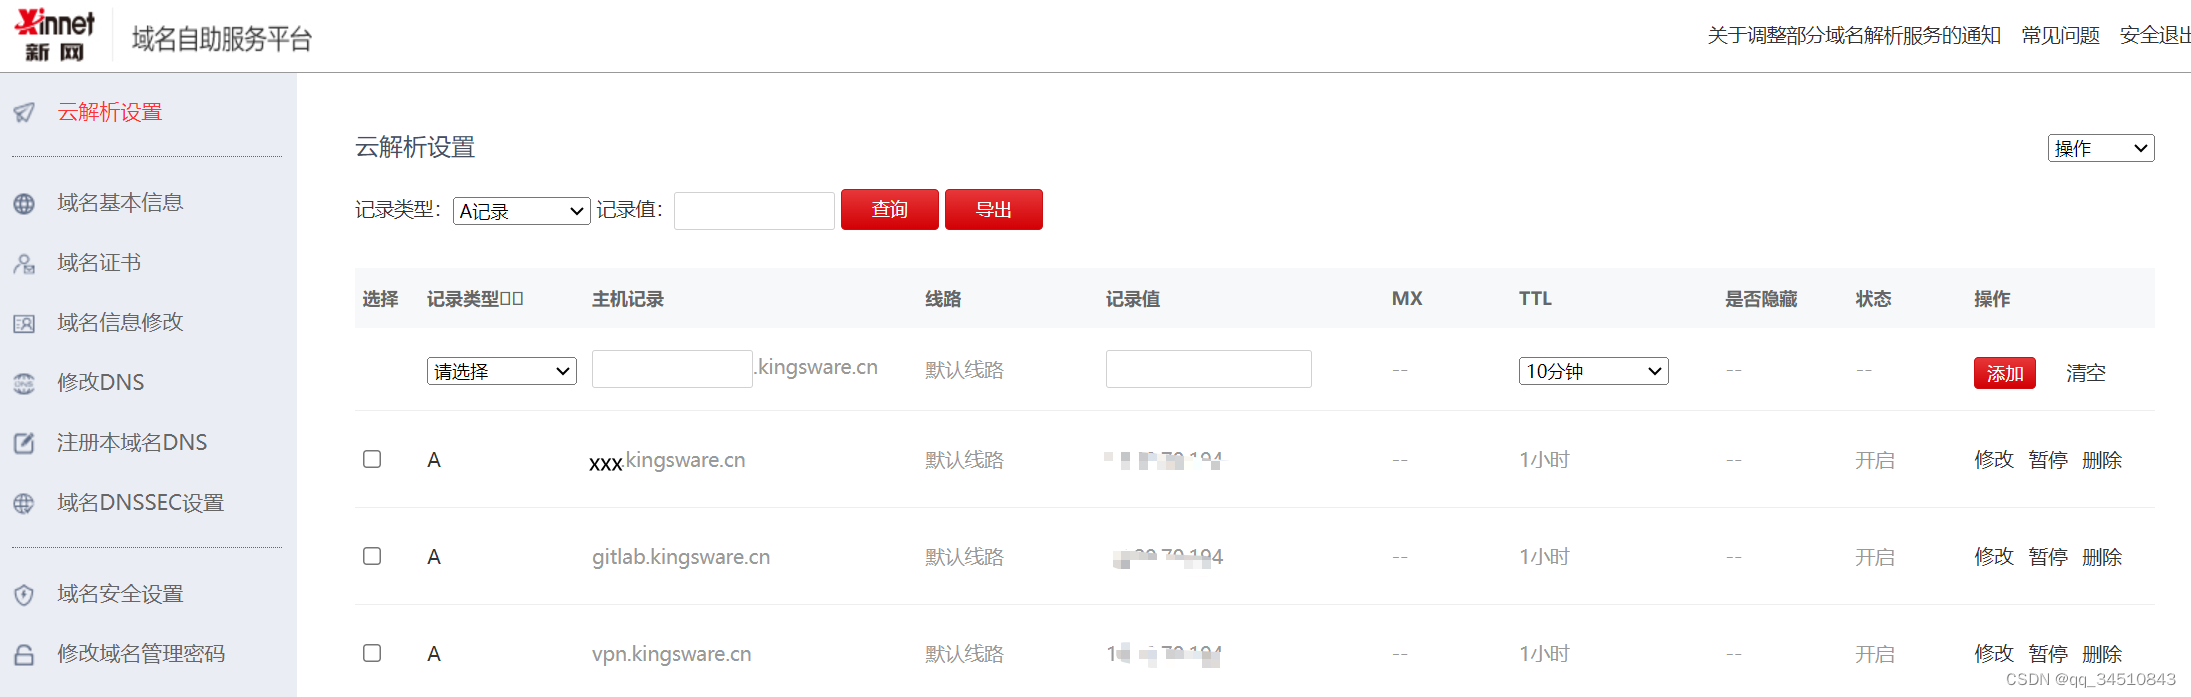 Xinnet
新网
域名自助服务平台
关于调整部分域名解析服务的通知 常见问题 安全退出
云解析设置
域名基本信息
域名证书
域名信息修改
修改DNS
注册本域名DNS
域名DNSSEC设置
域名安全设置
修改域名管理密码
云解析设置
操作
记录类型: A记录 记录值: 查询 导出
选择 记录类型 主机记录 线路 记录值 MX TTL 是否隐藏 状态 操作
请选择 .kingsware.cn 默认线路 -- 10分钟 -- -- 添加 清空
A xxx.kingsware.cn 默认线路 -- 1小时 -- 开启 修改 暂停 删除
A gitlab.kingsware.cn 默认线路 -- 1小时 -- 开启 修改 暂停 删除
A vpn.kingsware.cn 默认线路 -- 1小时 -- 开启 修改 暂停 删除
CSDN @qq_34510843